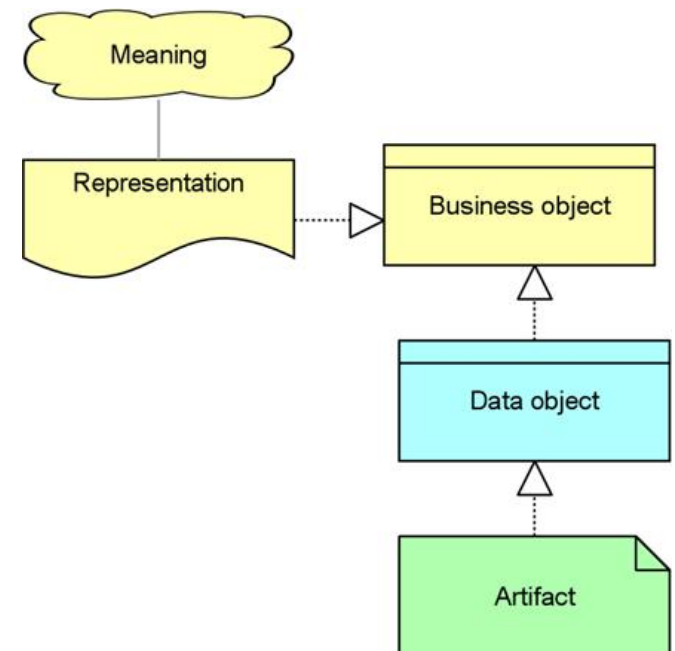 Meaning
Representation
Business object
Data object
Artifact